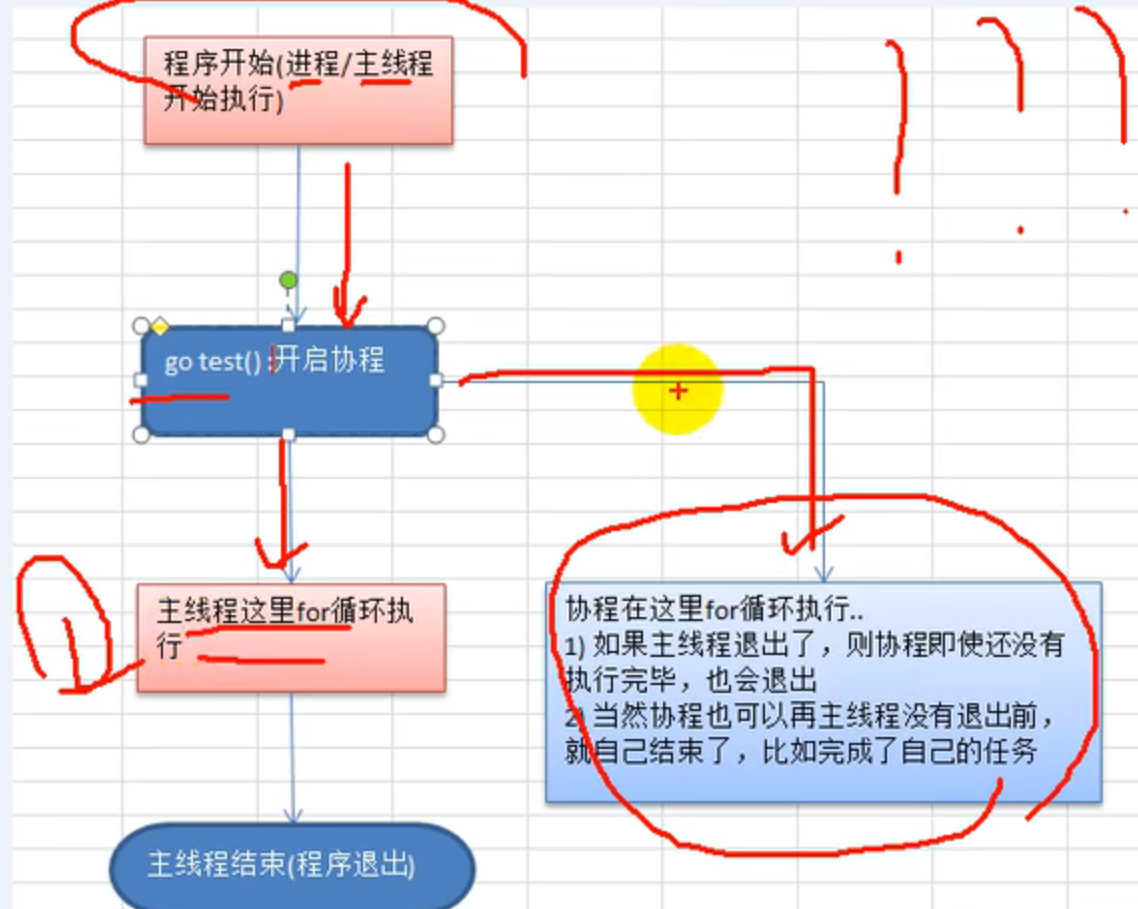 程序开始(进程/主线程
开始执行)
go test() :开启协程
主线程这里for循环执
行
协程在这里for循环执行..
1) 如果主线程退出了，则协程即使还没有
执行完毕，也会退出
2) 当然协程也可以再主线程没有退出前，
就自己结束了，比如完成了自己的任务
主线程结束(程序退出)